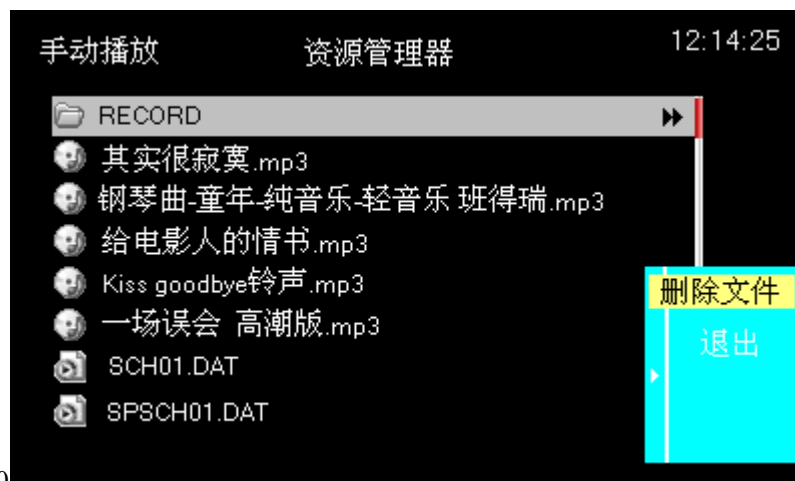 手动播放 资源管理器 12:14:25
RECORD
其实很寂寞.mp3
钢琴曲-童年-纯音乐-轻音乐 班得瑞.mp3
给电影人的情书.mp3
Kiss goodbye铃声.mp3
删除文件
一场误会 高潮版.mp3
退出
SCH01.DAT
SPSCH01.DAT